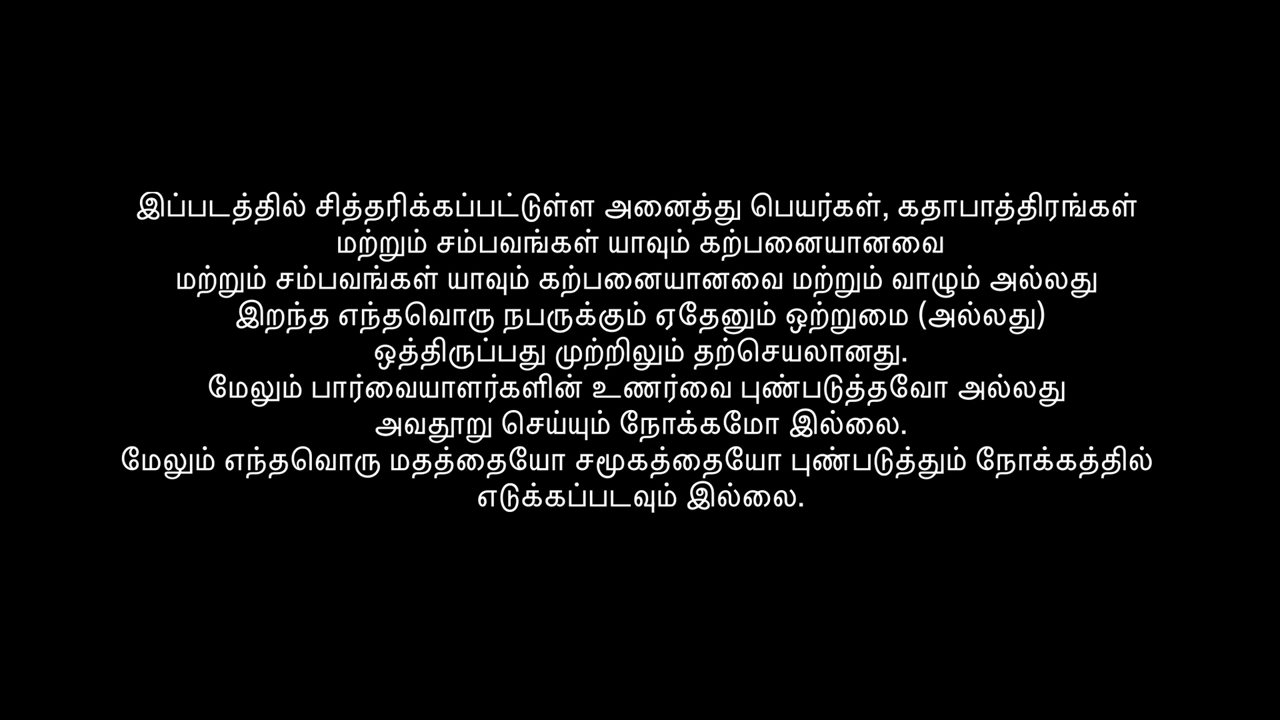 இப்படத்தில் சித்தரிக்கப்பட்டுள்ள அனைத்து பெயர்கள், கதாபாத்திரங்கள்
மற்றும் சம்பவங்கள் யாவும் கற்பனையானவை
மற்றும் சம்பவங்கள் யாவும் கற்பனையானவை மற்றும் வாழும் அல்லது
இறந்த எந்தவொரு நபருக்கும் ஏதேனும் ஒற்றுமை (அல்லது)
ஒத்திருப்பது முற்றிலும் தற்செயலானது.
மேலும் பார்வையாளர்களின் உணர்வை புண்படுத்தவோ அல்லது
அவதூறு செய்யும் நோக்கமோ இல்லை.
மேலும் எந்தவொரு மதத்தையோ சமூகத்தையோ புண்படுத்தும் நோக்கத்தில்
எடுக்கப்படவும் இல்லை.